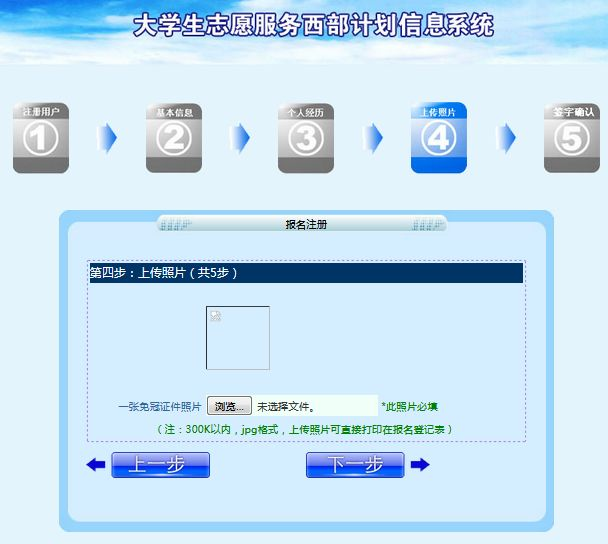 大学生志愿服务西部计划信息系统
注册用户 基本信息 个人经历 上传照片 签字确认
1 2 3 4 5
报名注册
第四步：上传照片（共5步）
一张免冠证件照片 浏览... 未选择文件。 *此照片必填
（注：300K以内，jpg格式，上传照片可直接打印在报名登记表）
上一步 下一步